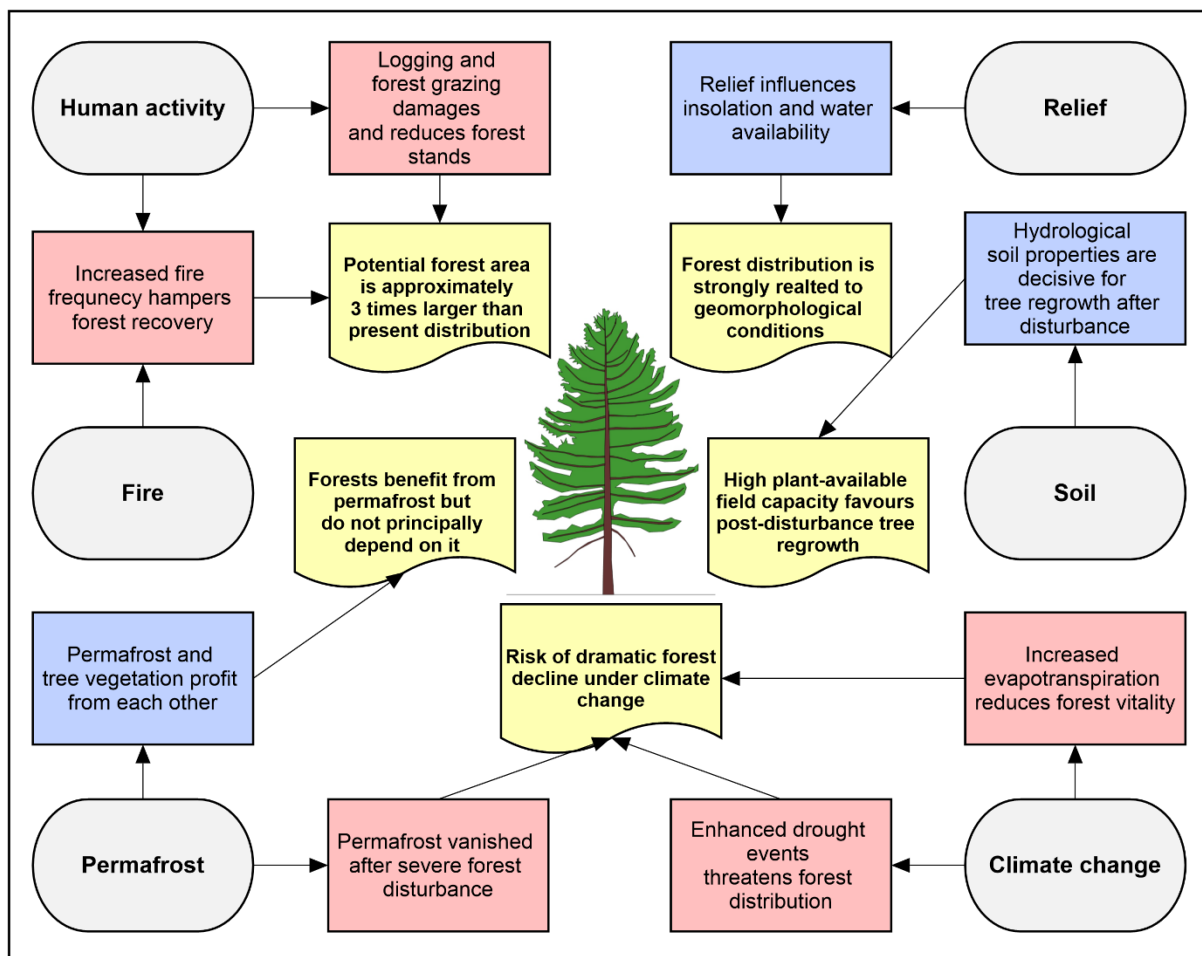 Human activity
Logging and
forest grazing
damages
and reduces forest
stands
Relief influences
insolation and water
availability
Relief
Increased fire
frequnecy hampers
forest recovery
Potential forest area
is approximately
3 times larger than
present distribution
Forest distribution is
strongly realted to
geomorphological
conditions
Hydrological
soil properties are
decisive for
tree regrowth after
disturbance
Fire
Forests benefit from
permafrost but
do not principally
depend on it
High plant-available
field capacity favours
post-disturbance tree
regrowth
Soil
Permafrost and
tree vegetation profit
from each other
Risk of dramatic forest
decline under climate
change
Increased
evapotranspiration
reduces forest vitality
Permafrost
Permafrost vanished
after severe forest
disturbance
Enhanced drought
events
threatens forest
distribution
Climate change